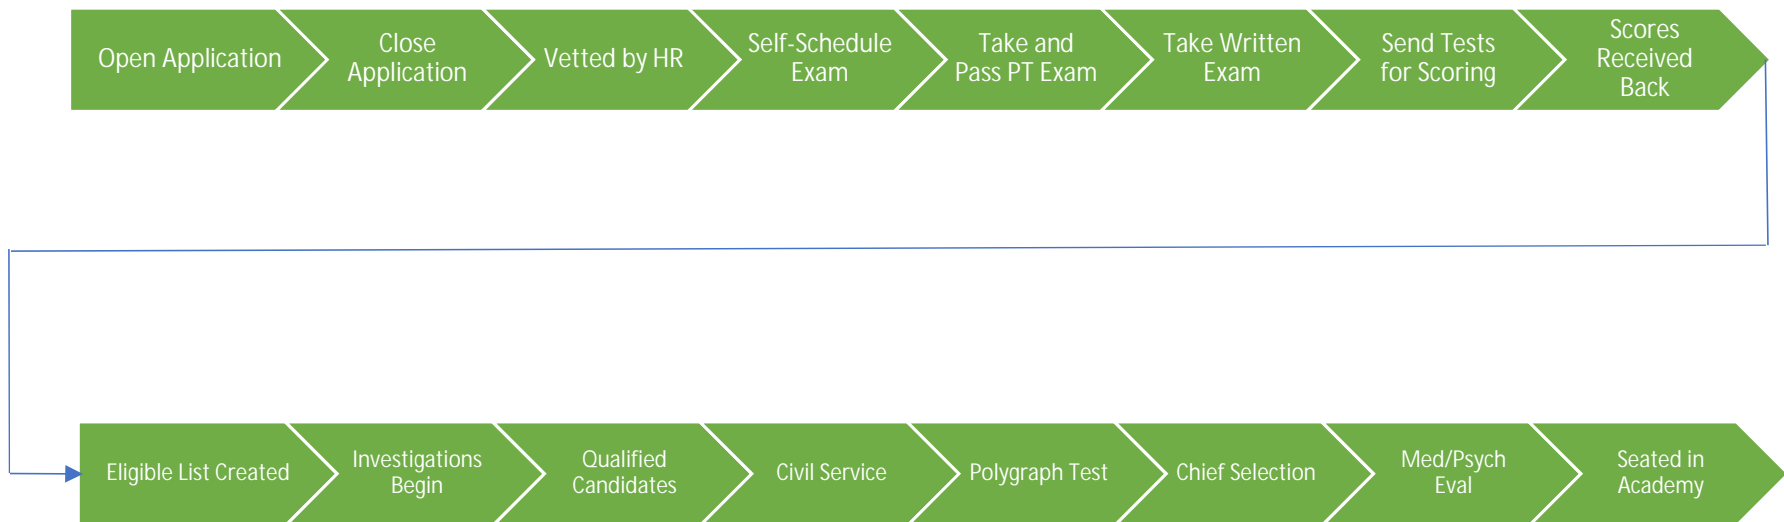 Open Application
Close
Application
Vetted by HR
Self-Schedule
Exam
Take and
Pass PT Exam
Take Written
Exam
Send Tests
for Scoring
Scores
Received
Back
Eligible List Created
Investigations
Begin
Qualified
Candidates
Civil Service
Polygraph Test
Chief Selection
Med/Psych
Eval
Seated in
Academy